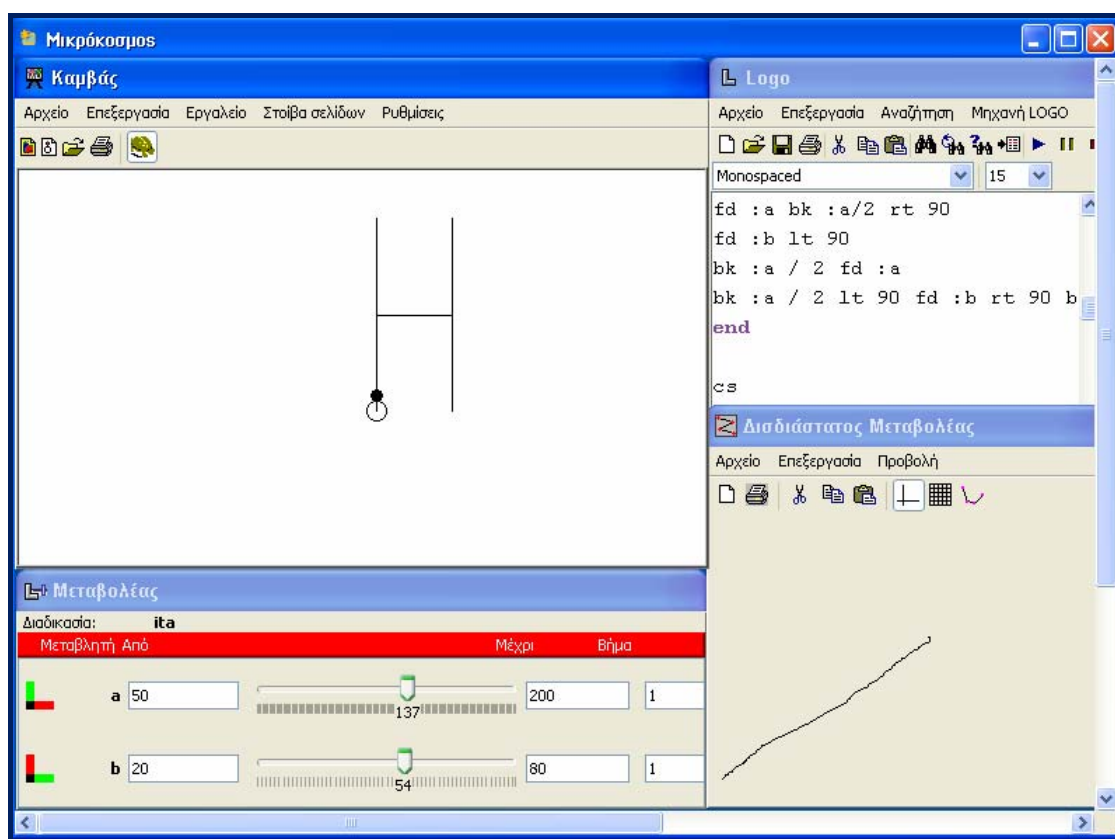 Μικρόκοσμος
Καμβάς
Αρχείο Επεξεργασία Εργαλείο Στοίβα σελίδων Ρυθμίσεις
Logo
Αρχείο Επεξεργασία Αναζήτηση Μηχανή LOGO
Monospaced 15
fd :a bk :a/2 rt 90
fd :b lt 90
bk :a / 2 fd :a
bk :a / 2 lt 90 fd :b rt 90 b
end
cs
Δισδιάστατος Μεταβολέας
Αρχείο Επεξεργασία Προβολή
Μεταβολέας
Διαδικασία: ita
Μεταβλητή Από Μέχρι Βήμα
a 50 137 200 1
b 20 54 80 1